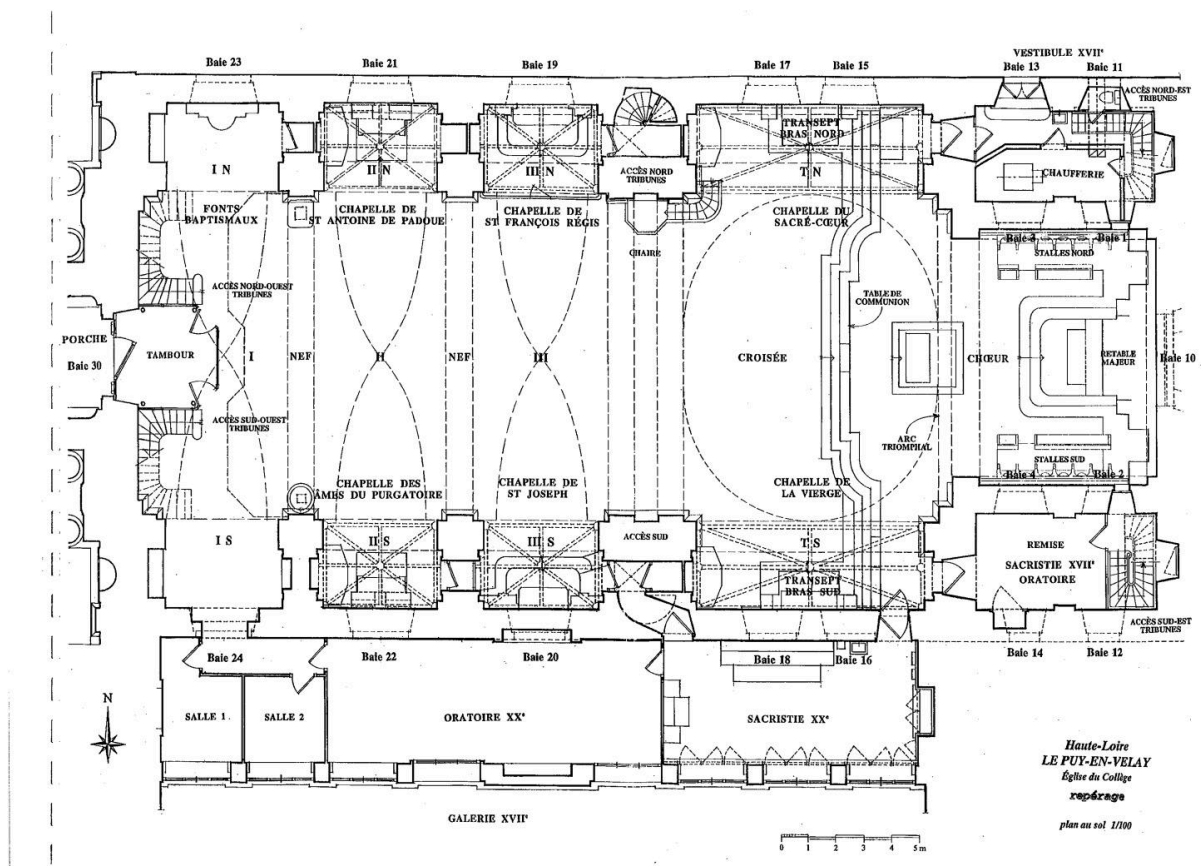 VESTIBULE XVIIe
Baie 23
Baie 21
Baie 19
Baie 17
Baie 15
Baie 13
Baie 11
ACCÈS NORD-EST
TRIBUNES
TRANSEPT
BRAS NORD
I N
II N
III N
ACCÈS NORD
TRIBUNES
T N
CHAUFFERIE
FONTS
BAPTISMAUX
CHAPELLE DE
ST ANTOINE DE PADOUE
CHAPELLE DE
ST FRANÇOIS RÉGIS
CHAPELLE DU
SACRÉ-CŒUR
Baie 3
Baie 1
STALLES NORD
CHAIRE
ACCÈS NORD-OUEST
TRIBUNES
TABLE DE
COMMUNION
PORCHE
Baie 30
TAMBOUR
I
NEF
II
NEF
III
CROISÉE
CHŒUR
RETABLE
MAJEUR
Baie 10
ACCÈS SUD-OUEST
TRIBUNES
ARC
TRIOMPHAL
STALLES SUD
Baie 4
Baie 2
CHAPELLE DES
ÂMES DU PURGATOIRE
CHAPELLE DE
ST JOSEPH
CHAPELLE DE
LA VIERGE
I S
II S
III S
ACCÈS SUD
T S
TRANSEPT
BRAS SUD
REMISE
SACRISTIE XVIIe
ORATOIRE
ACCÈS SUD-EST
TRIBUNES
Baie 24
Baie 22
Baie 20
Baie 18
Baie 16
Baie 14
Baie 12
SALLE 1
SALLE 2
ORATOIRE XXe
SACRISTIE XXe
N
GALERIE XVIIe
Haute-Loire
LE PUY-EN-VELAY
Église du Collège
repérage
plan au sol 1/100
0 1 2 3 4 5 m